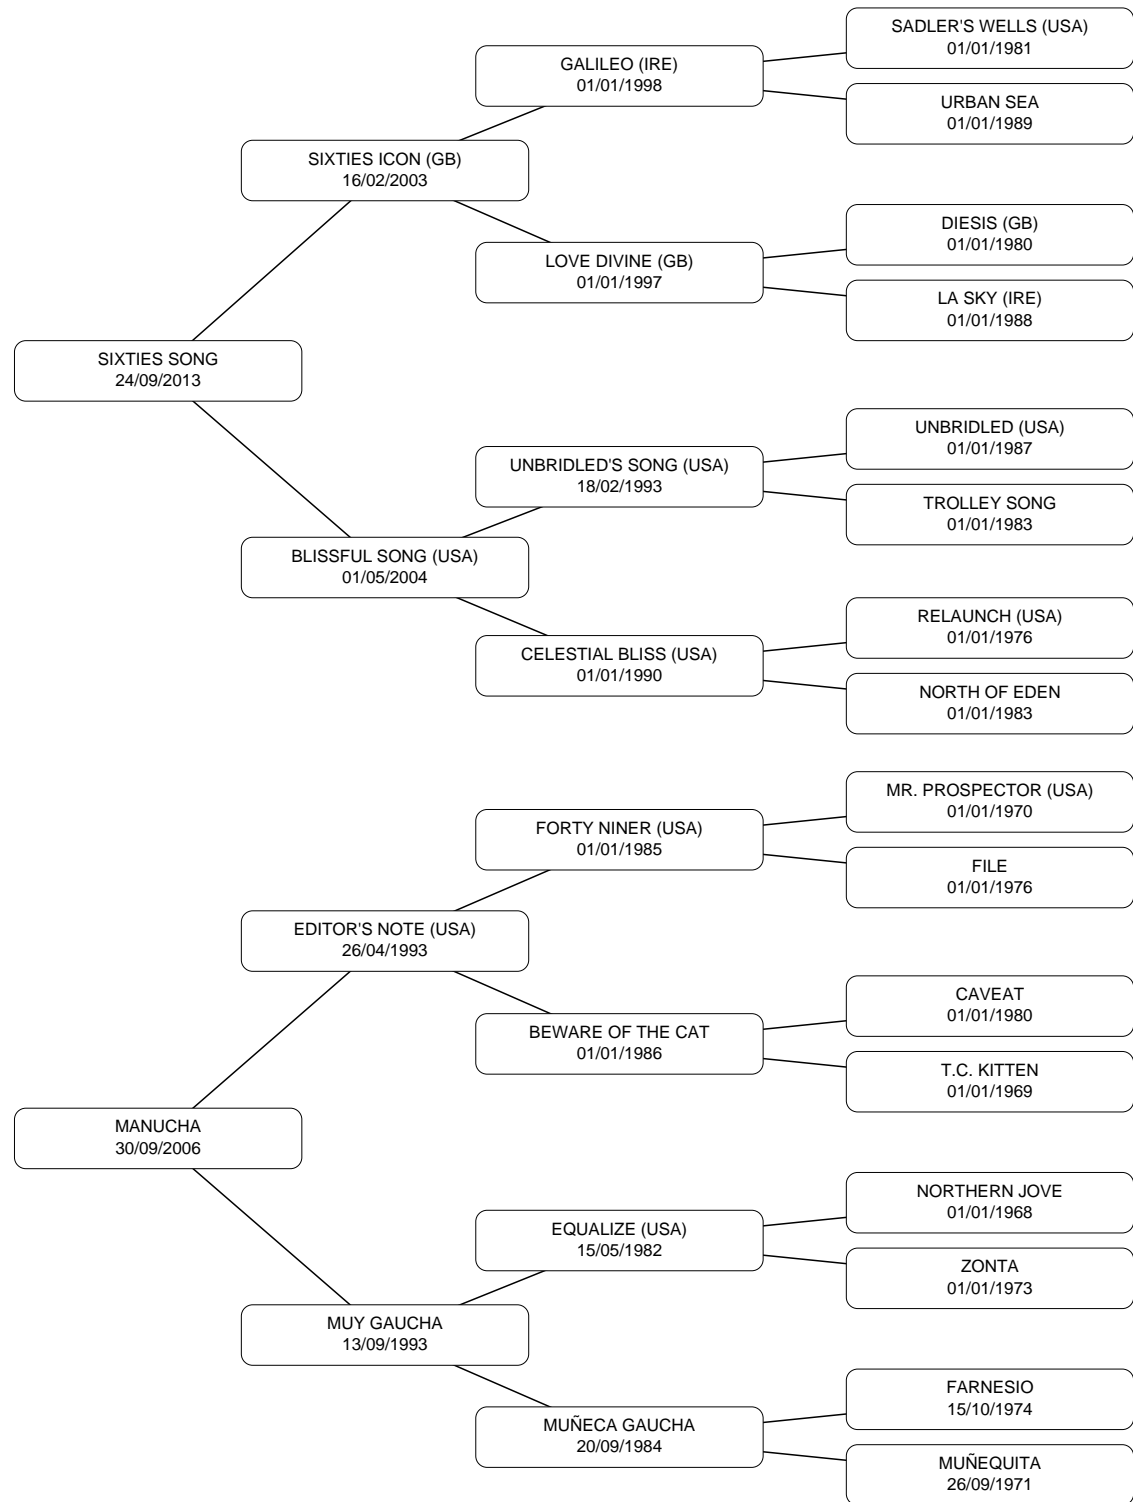 SADLER'S WELLS (USA)
01/01/1981
GALILEO (IRE)
01/01/1998
URBAN SEA
01/01/1989
SIXTIES ICON (GB)
16/02/2003
DIESIS (GB)
01/01/1980
LOVE DIVINE (GB)
01/01/1997
LA SKY (IRE)
01/01/1988
SIXTIES SONG
24/09/2013
UNBRIDLED (USA)
01/01/1987
UNBRIDLED'S SONG (USA)
18/02/1993
TROLLEY SONG
01/01/1983
BLISSFUL SONG (USA)
01/05/2004
RELAUNCH (USA)
01/01/1976
CELESTIAL BLISS (USA)
01/01/1990
NORTH OF EDEN
01/01/1983
MR. PROSPECTOR (USA)
01/01/1970
FORTY NINER (USA)
01/01/1985
FILE
01/01/1976
EDITOR'S NOTE (USA)
26/04/1993
CAVEAT
01/01/1980
BEWARE OF THE CAT
01/01/1986
T.C. KITTEN
01/01/1969
MANUCHA
30/09/2006
NORTHERN JOVE
01/01/1968
EQUALIZE (USA)
15/05/1982
ZONTA
01/01/1973
MUY GAUCHA
13/09/1993
FARNESIO
15/10/1974
MUÑECA GAUCHA
20/09/1984
MUÑEQUITA
26/09/1971